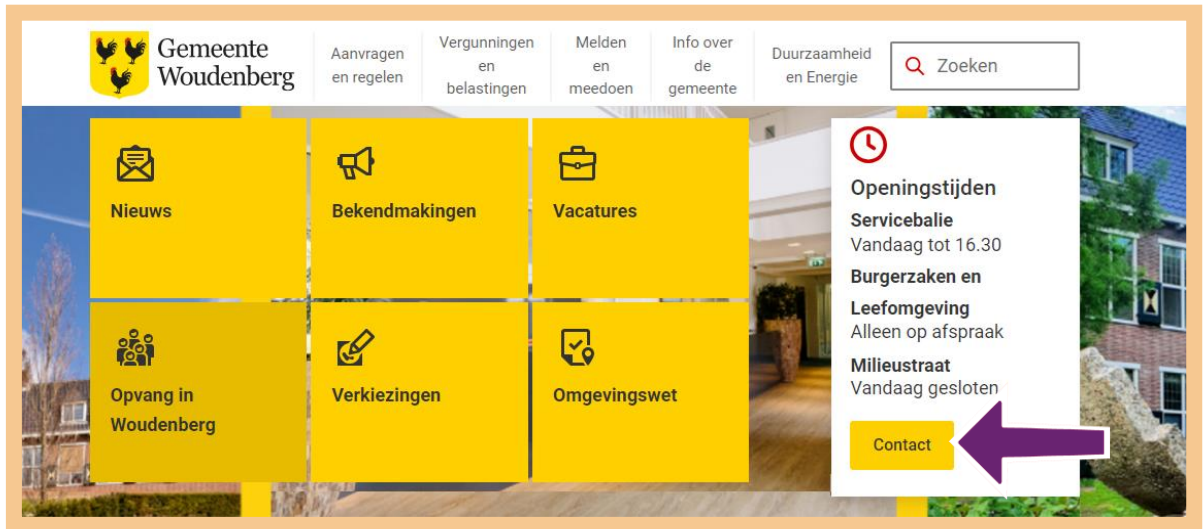 Gemeente
Woudenberg
Aanvragen
en regelen
Vergunningen
en
belastingen
Melden
en
meedoen
Info over
de
gemeente
Duurzaamheid
en Energie
Zoeken
Nieuws
Bekendmakingen
Vacatures
Opvang in
Woudenberg
Verkiezingen
Omgevingswet
Openingstijden
Servicebalie
Vandaag tot 16.30
Burgerzaken en
Leefomgeving
Alleen op afspraak
Milieustraat
Vandaag gesloten
Contact